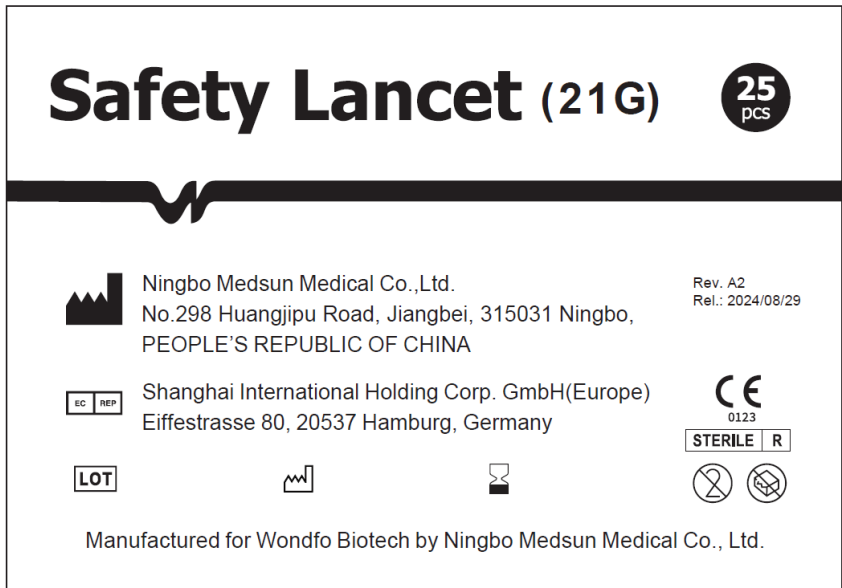 Safety Lancet (21G)
25
pcs
Ningbo Medsun Medical Co.,Ltd.
No.298 Huangjipu Road, Jiangbei, 315031 Ningbo,
PEOPLE'S REPUBLIC OF CHINA
Rev. A2
Rel.: 2024/08/29
EC REP
Shanghai International Holding Corp. GmbH(Europe)
Eiffestrasse 80, 20537 Hamburg, Germany
CE
0123
STERILE R
LOT
2
Manufactured for Wondfo Biotech by Ningbo Medsun Medical Co., Ltd.